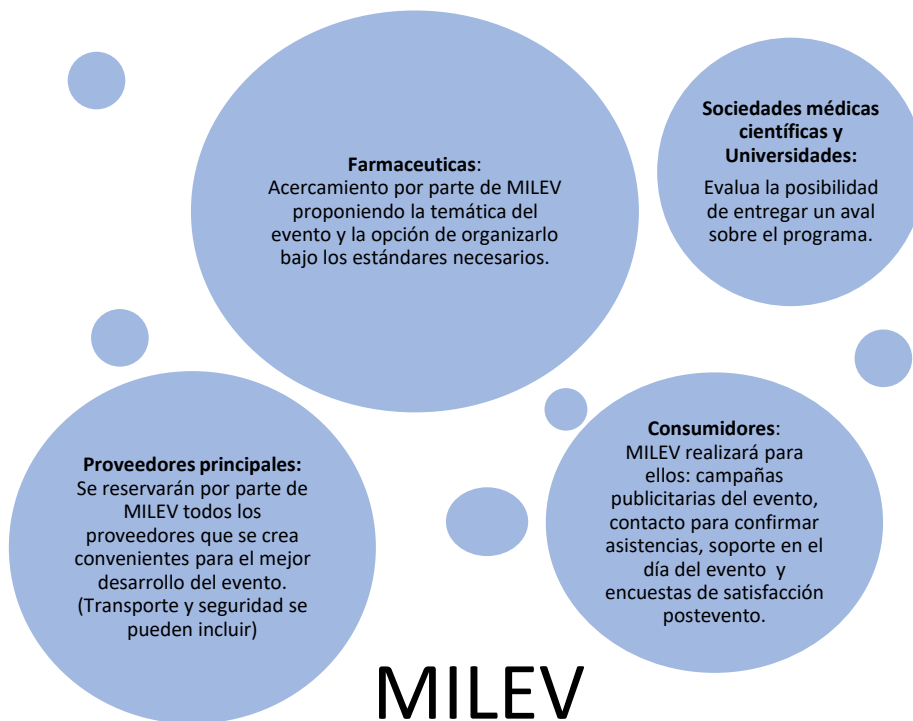 Farmaceuticas:
Acercamiento por parte de MILEV
proponiendo la temática del
evento y la opción de organizarlo
bajo los estándares necesarios.
Sociedades médicas
científicas y
Universidades:
Evalua la posibilidad
de entregar un aval
sobre el programa.
Proveedores principales:
Se reservarán por parte de
MILEV todos los
proveedores que se crea
convenientes para el mejor
desarrollo del evento.
(Transporte y seguridad se
pueden incluir)
Consumidores:
MILEV realizará para
ellos: campañas
publicitarias del evento,
contacto para confirmar
asistencias, soporte en el
día del evento y
encuestas de satisfacción
postevento.
MILEV